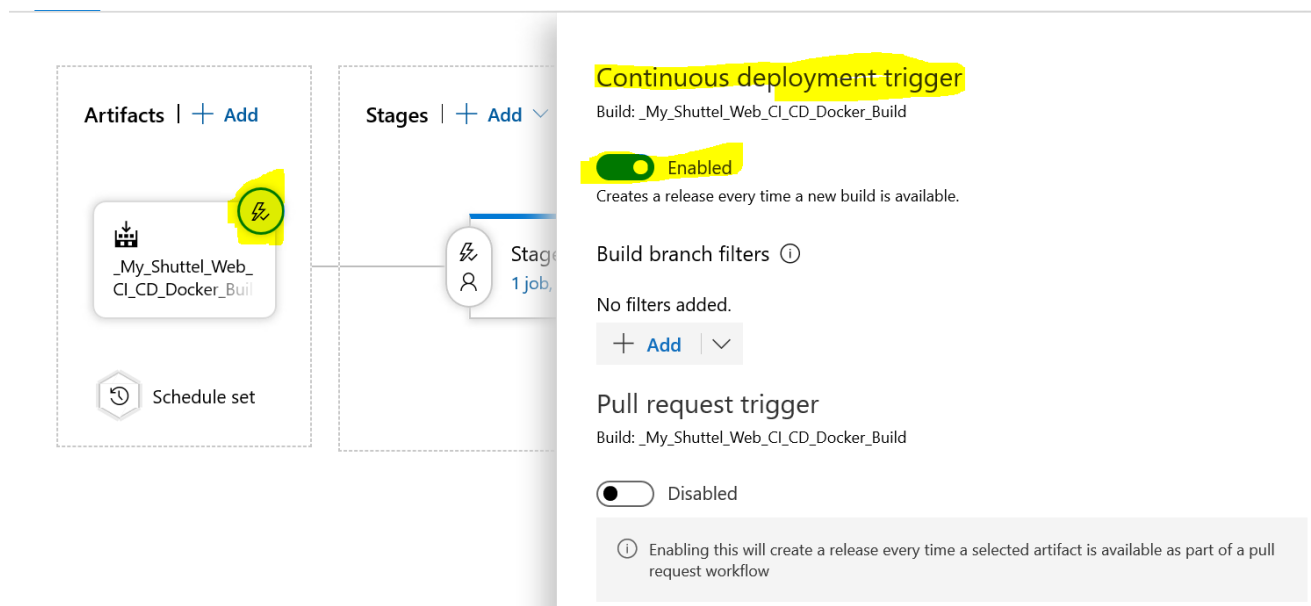 Artifacts | + Add
_My_Shuttel_Web_
CI_CD_Docker_Buil
Schedule set
Stages | + Add
Stage
1 job,
Continuous deployment trigger
Build: _My_Shuttel_Web_CI_CD_Docker_Build
Enabled
Creates a release every time a new build is available.
Build branch filters
No filters added.
+ Add
Pull request trigger
Build: _My_Shuttel_Web_CI_CD_Docker_Build
Disabled
Enabling this will create a release every time a selected artifact is available as part of a pull
request workflow